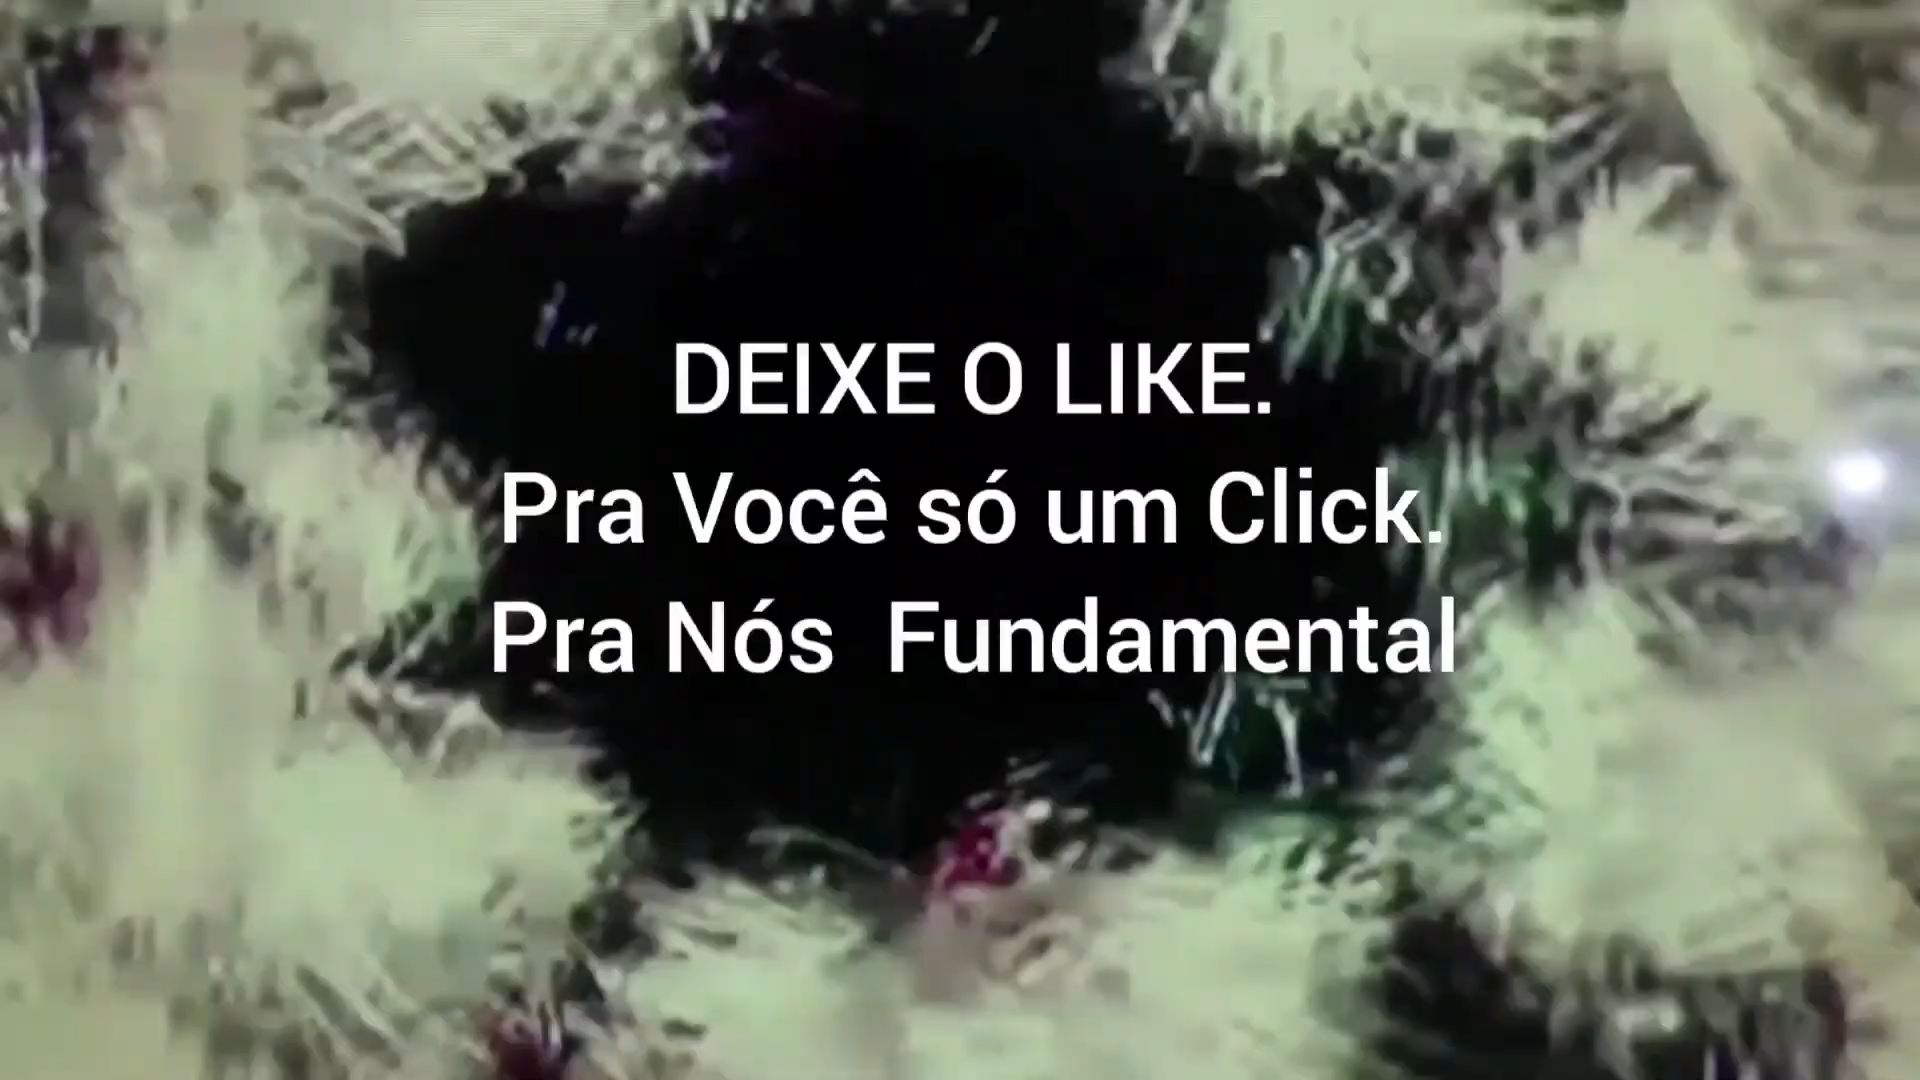 DEIXE O LIKE.
Pra Você só um Click.
Pra Nós  Fundamental